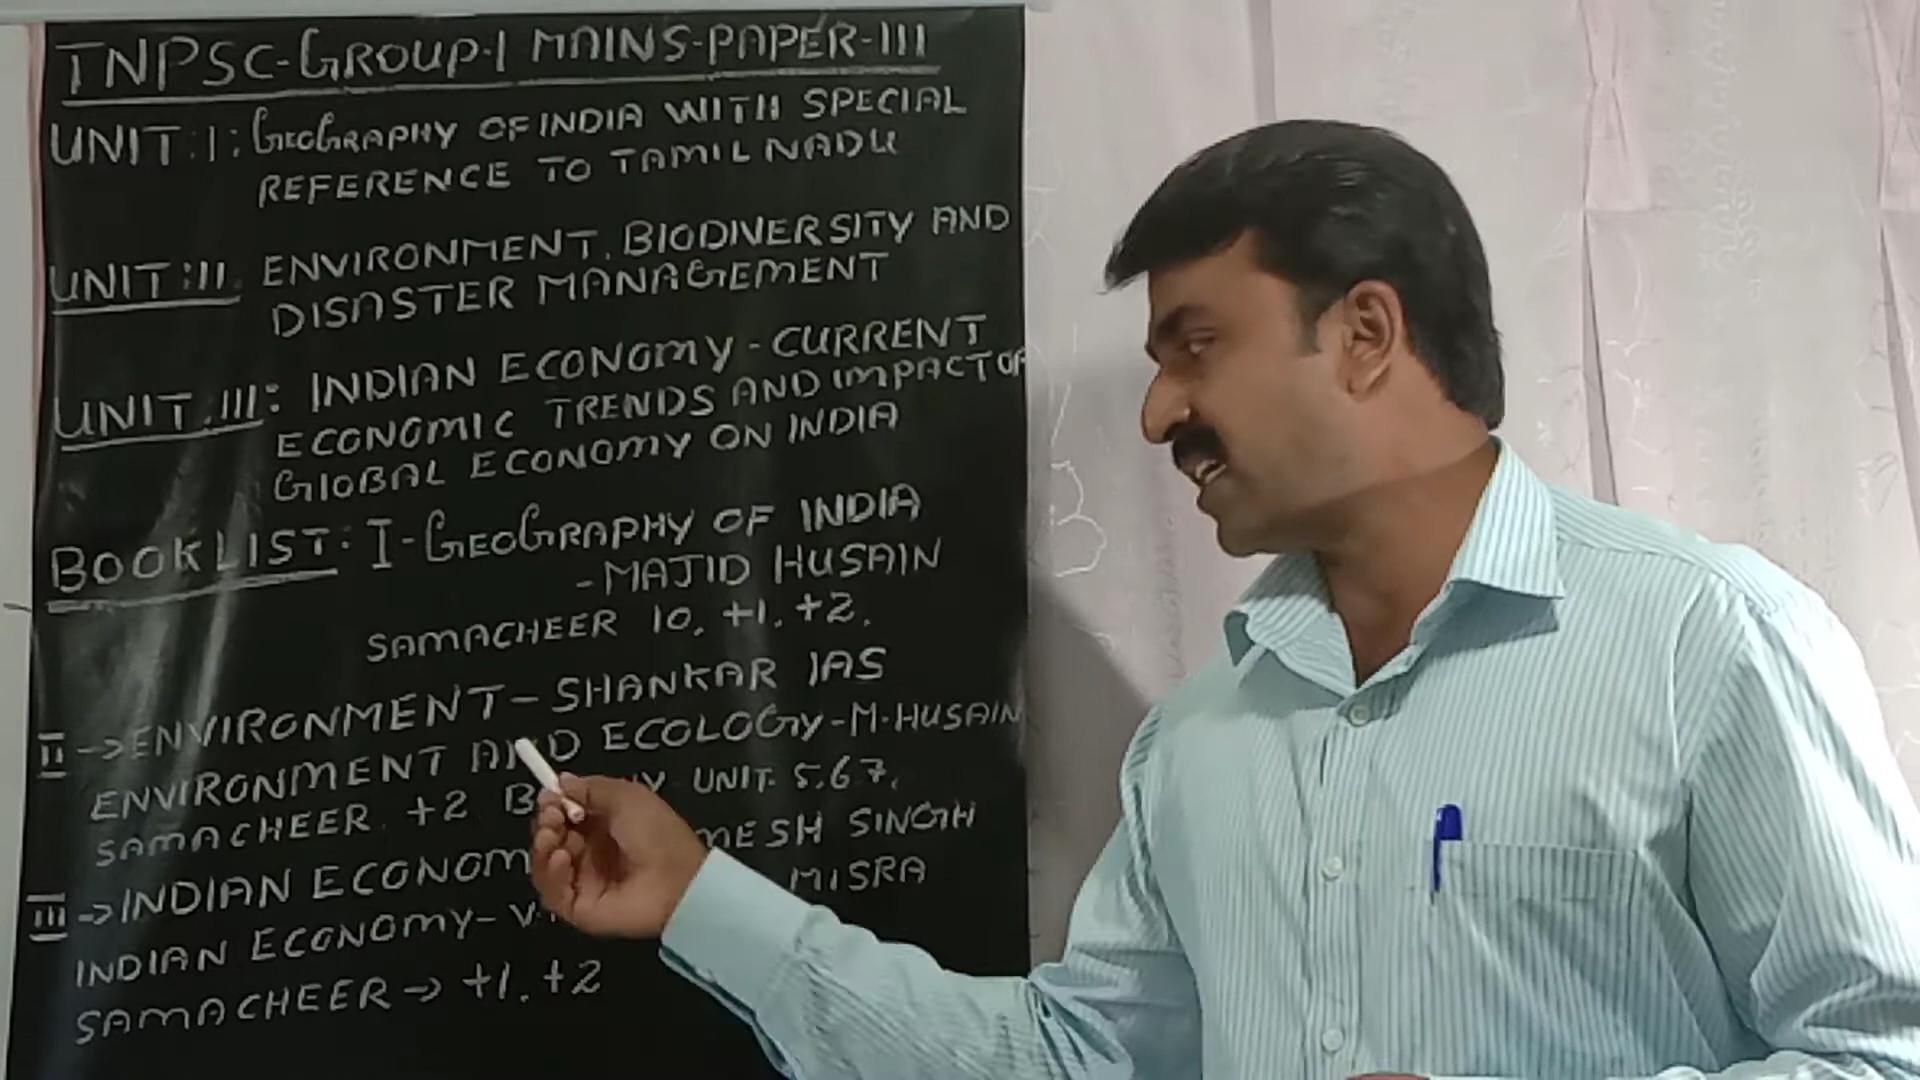 TNPSC-GROUP-I MAINS-PAPER-III
UNIT:I: GEOGRAPHY OF INDIA WITH SPECIAL
REFERENCE TO TAMIL NADU
UNIT:II. ENVIRONMENT, BIODIVERSITY AND
DISASTER MANAGEMENT
UNIT.III: INDIAN ECONOMY-CURRENT
ECONOMIC TRENDS AND IMPACT OF
GLOBAL ECONOMY ON INDIA
BOOK LIST: I-GEOGRAPHY OF INDIA
-MAJID HUSAIN
SAMACHEER 10, +1, +2.
II->ENVIRONMENT-SHANKAR IAS
ENVIRONMENT AND ECOLOGY-M.HUSAIN
SAMACHEER +2 UNIT. 5,6 7.
III->INDIAN SINGH
INDIAN ECONOMY- MISRA
SAMACHEER -> +1, +2